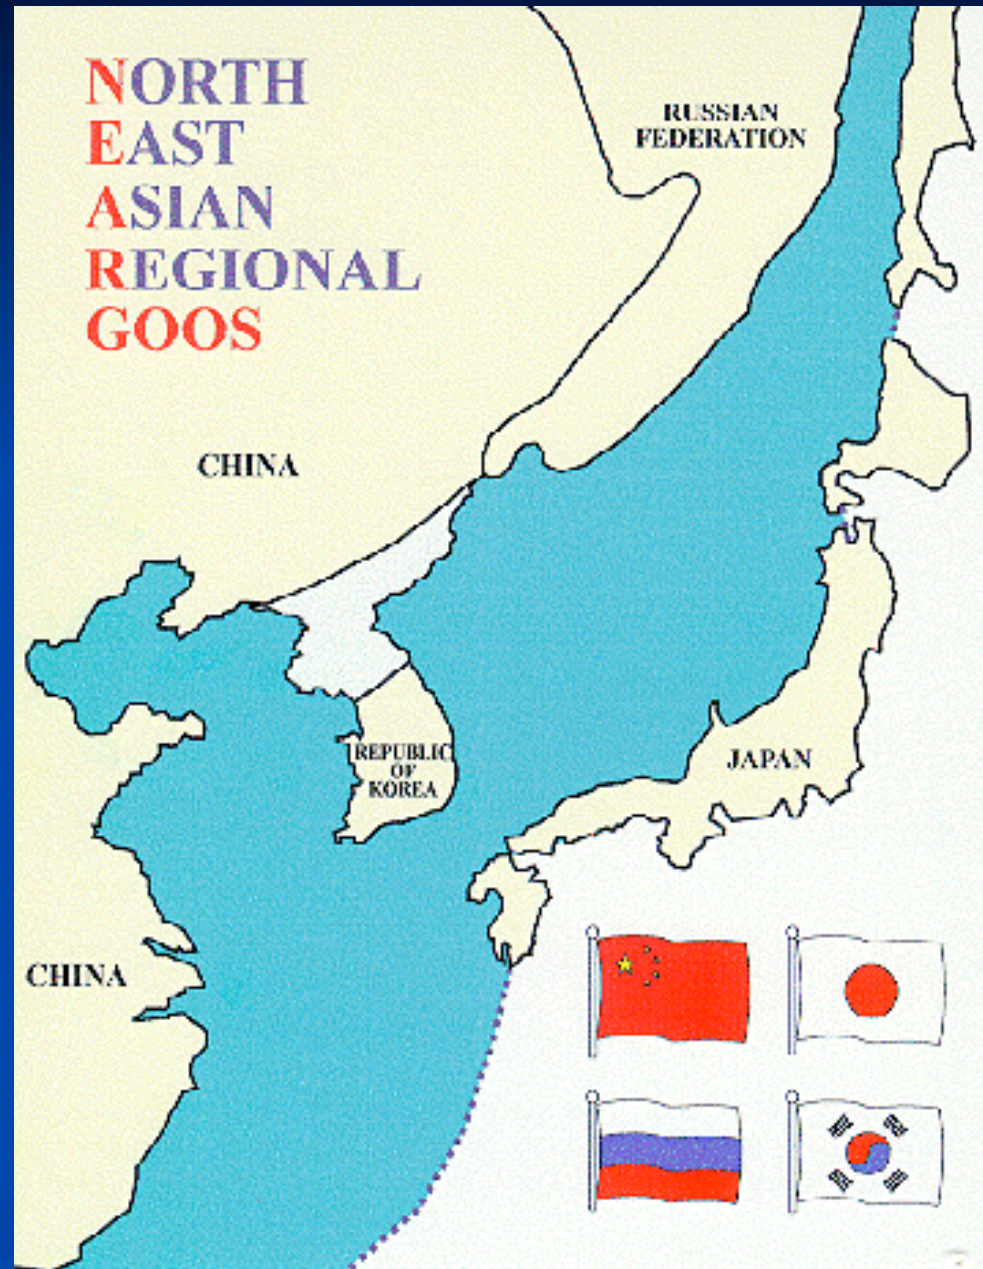 NORTH
EAST
ASIAN
REGIONAL
GOOS
RUSSIAN
FEDERATION
CHINA
REPUBLIC
OF
KOREA
JAPAN
CHINA